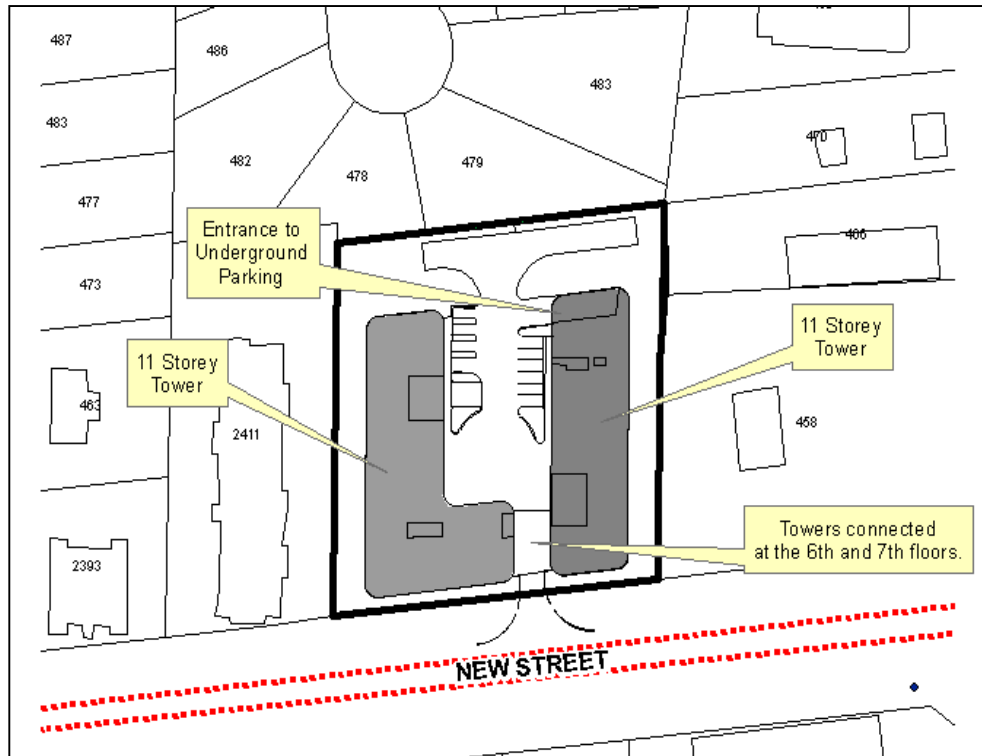 487
486
483
483
470
482
478
479
477
Entrance to
Underground
Parking
473
11 Storey
Tower
11 Storey
Tower
463
2411
458
Towers connected
at the 6th and 7th floors.
2393
NEW STREET